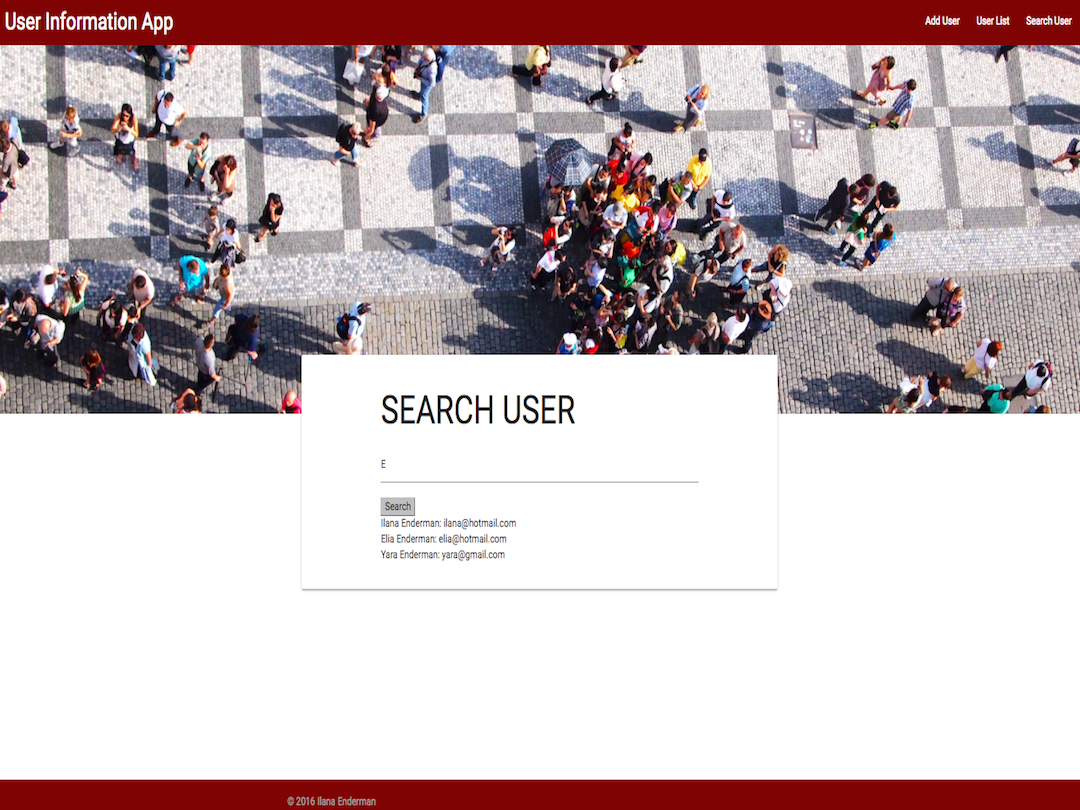 User Information App
Add User
User List
Search User
SEARCH USER
E
Search
Ilana Enderman: ilana@hotmail.com
Elia Enderman: elia@hotmail.com
Yara Enderman: yara@gmail.com
© 2016 Ilana Enderman